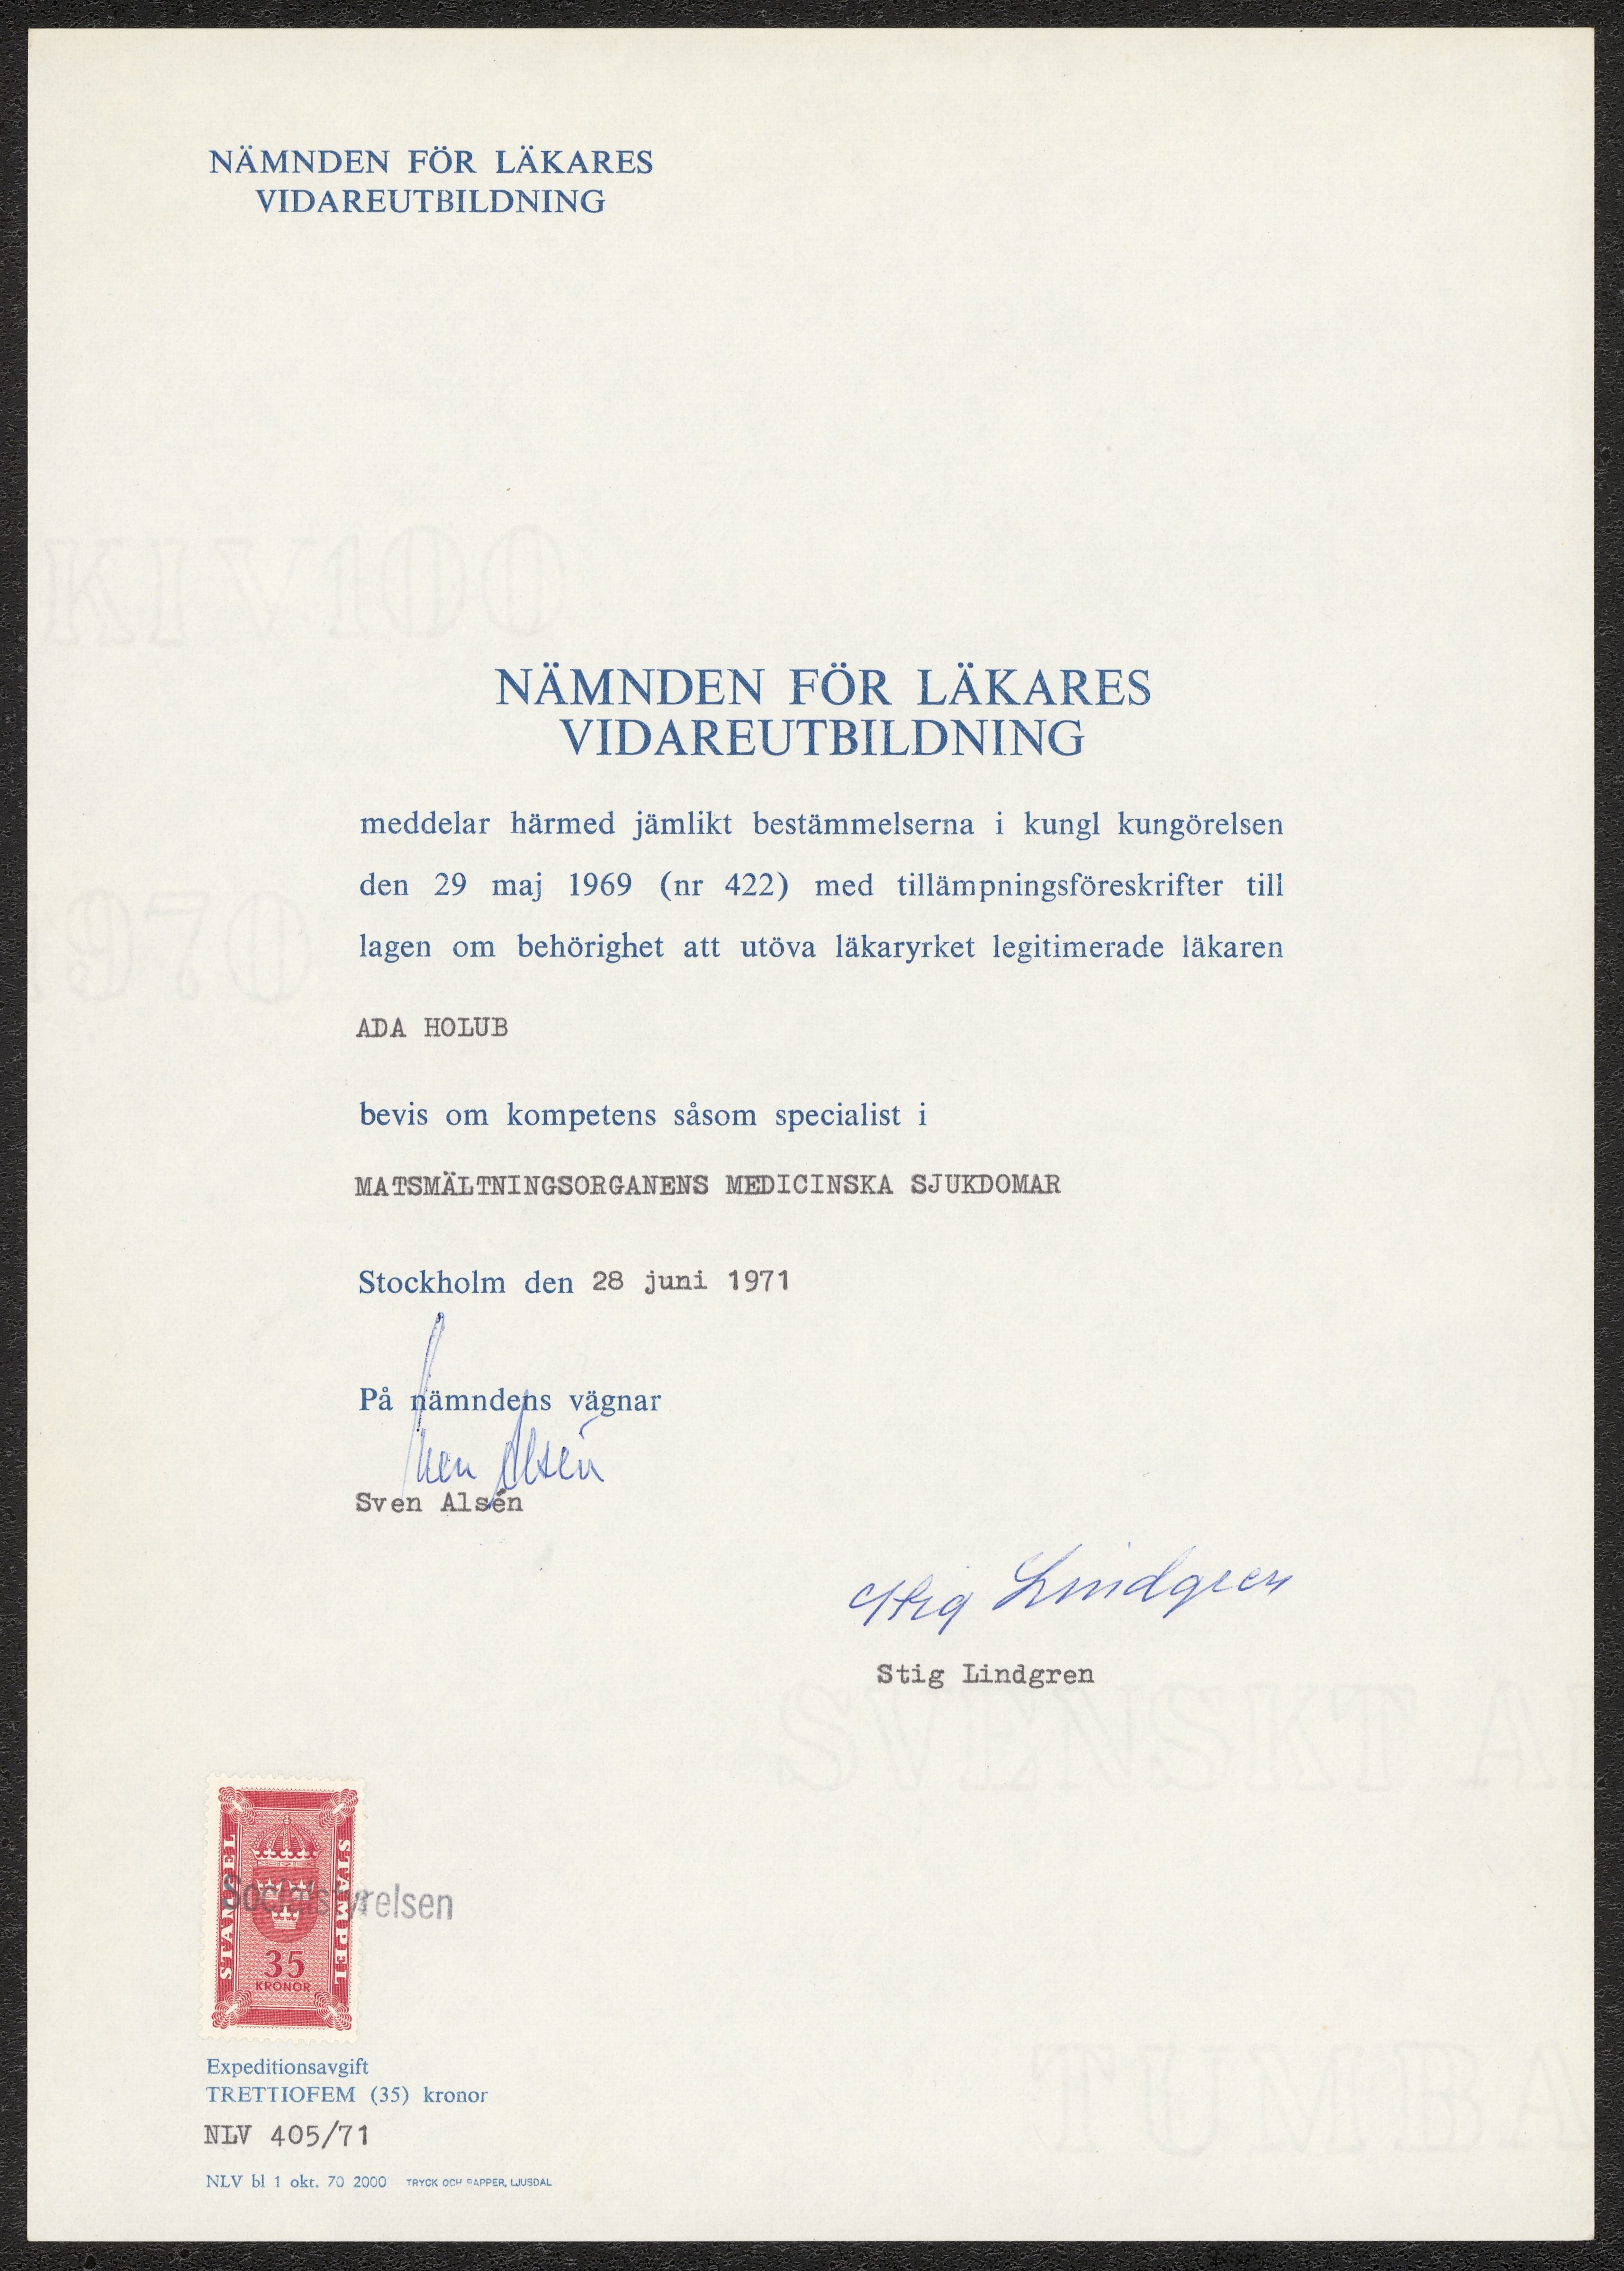 NÄMNDEN FÖR LÄKARES
VIDAREUTBILDNING
KIV100
NÄMNDEN FÖR LÄKARES
VIDAREUTBILDNING
meddelar härmed jämlikt bestämmelserna i kungl kungörelsen
den 29 maj 1969 (nr 422) med tillämpningsföreskrifter till
lagen om behörighet att utöva läkaryrket legitimerade läkaren
1970
ADA HOLUB
bevis om kompetens såsom specialist i
MATSMÄLTNINGSORGANENS MEDICINSKA SJUKDOMAR
Stockholm den 28 juni 1971
På nämndens vägnar
Sven Alsén
Sven Alsén
Stig Lindgren
Stig Lindgren
SVENSKT A
STÄMPEL
STÄMPEL
Socialstyrelsen
35
KRONOR
TUMBA
Expeditionsavgift
TRETTIOFEM (35) kronor
NLV 405/71
NLV bl 1 okt. 70 2000 TRYCK OCH PAPPER, LJUSDAL